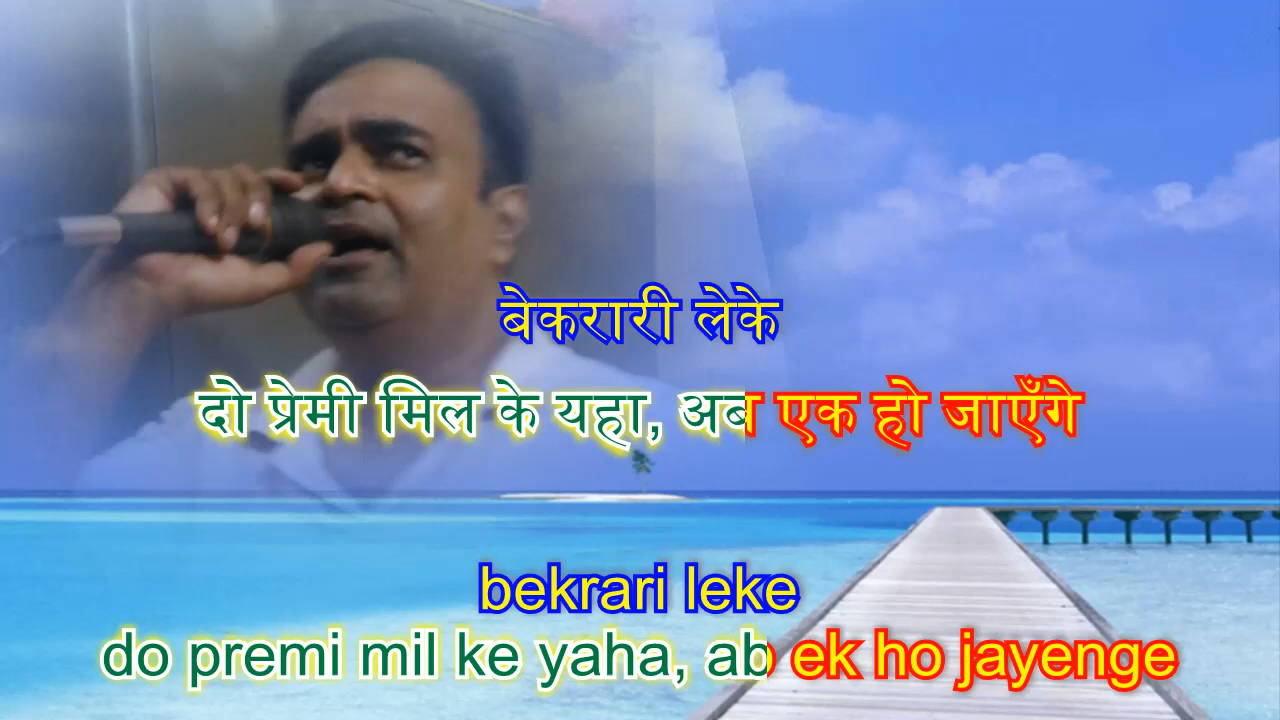 बेकरारी लेके
दो प्रेमी मिल के यहा, अब एक हो जाएँगे
bekrari leke
do premi mil ke yaha, ab ek ho jayenge